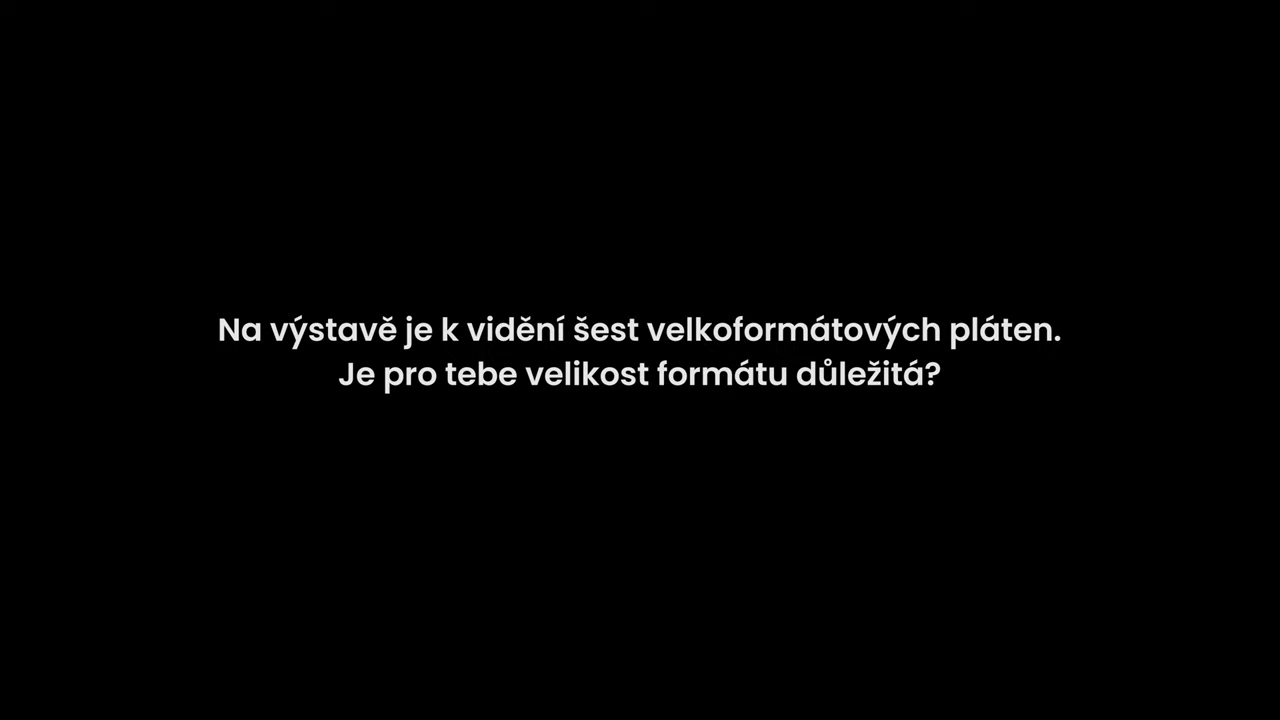 Na výstavě je k vidění šest velkoformátových pláten.
Je pro tebe velikost formátu důležitá?